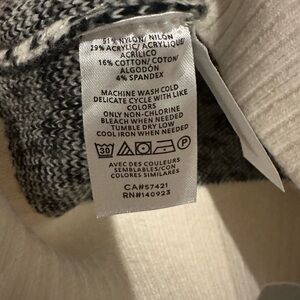 51% NYLON/ NILÓN
29% ACRYLIC/ ACRYLIQUE
ACRÍLICO
16% COTTON/ COTON/
ALGODÓN
4% SPANDEX
MACHINE WASH COLD
DELICATE CYCLE WITH LIKE
COLORS
ONLY NON-CHLORINE
BLEACH WHEN NEEDED
TUMBLE DRY LOW
COOL IRON WHEN NEEDED
30 P
AVEC DES COULEURS
SEMBLABLES/CON
COLORES SIMILARES
CA#57421
RN#140923